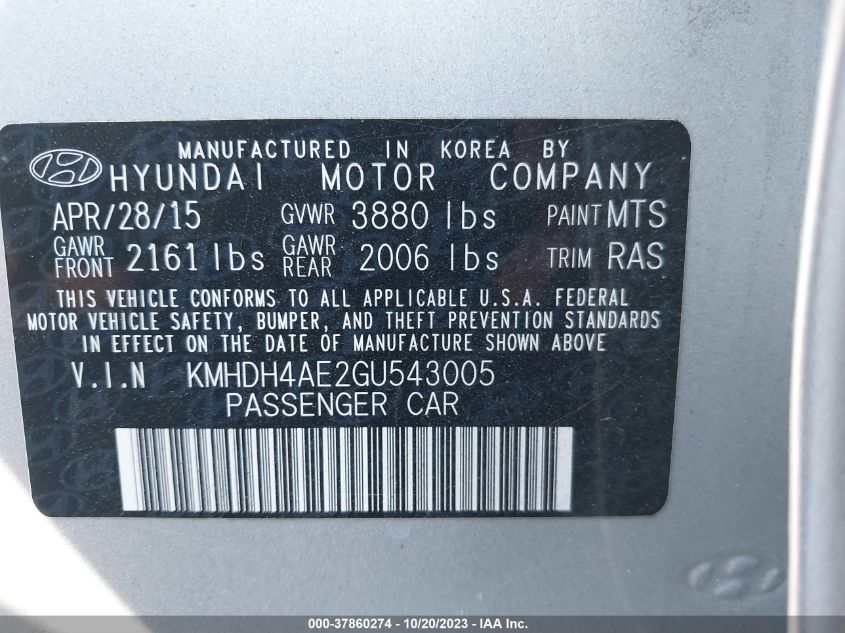 MANUFACTURED IN KOREA BY
HYUNDAI MOTOR COMPANY
APR/28/15 GVWR 3880 lbs PAINT MTS
GAWR FRONT 2161 lbs GAWR REAR 2006 lbs TRIM RAS
THIS VEHICLE CONFORMS TO ALL APPLICABLE U.S.A. FEDERAL
MOTOR VEHICLE SAFETY, BUMPER, AND THEFT PREVENTION STANDARDS
IN EFFECT ON THE DATE OF MANUFACTURE SHOWN ABOVE.
V.I.N KMHDH4AE2GU543005
PASSENGER CAR
000-37860274 - 10/20/2023 - IAA Inc.